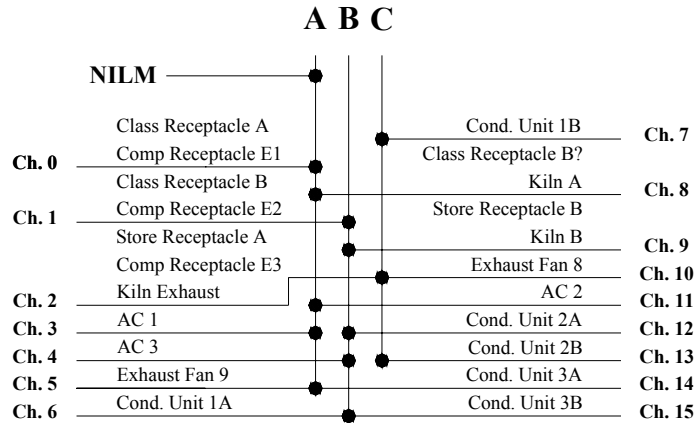 A B C
NILM
Class Receptacle A
Cond. Unit 1B
Ch. 7
Ch. 0
Comp Receptacle E1
Class Receptacle B?
Class Receptacle B
Kiln A
Ch. 8
Ch. 1
Comp Receptacle E2
Store Receptacle B
Store Receptacle A
Kiln B
Ch. 9
Comp Receptacle E3
Exhaust Fan 8
Ch. 10
Ch. 2
Kiln Exhaust
AC 2
Ch. 11
Ch. 3
AC 1
Cond. Unit 2A
Ch. 12
Ch. 4
AC 3
Cond. Unit 2B
Ch. 13
Ch. 5
Exhaust Fan 9
Cond. Unit 3A
Ch. 14
Ch. 6
Cond. Unit 1A
Cond. Unit 3B
Ch. 15